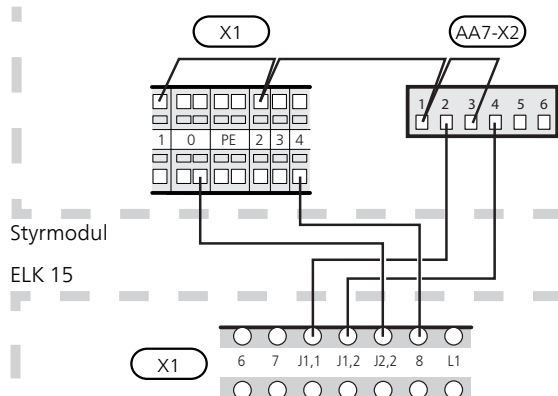 X1
AA7-X2
1 2 3 4 5 6
1 0 PE 2 3 4
Styrmodul
ELK 15
X1
6 7 J1,1 J1,2 J2,2 8 L1